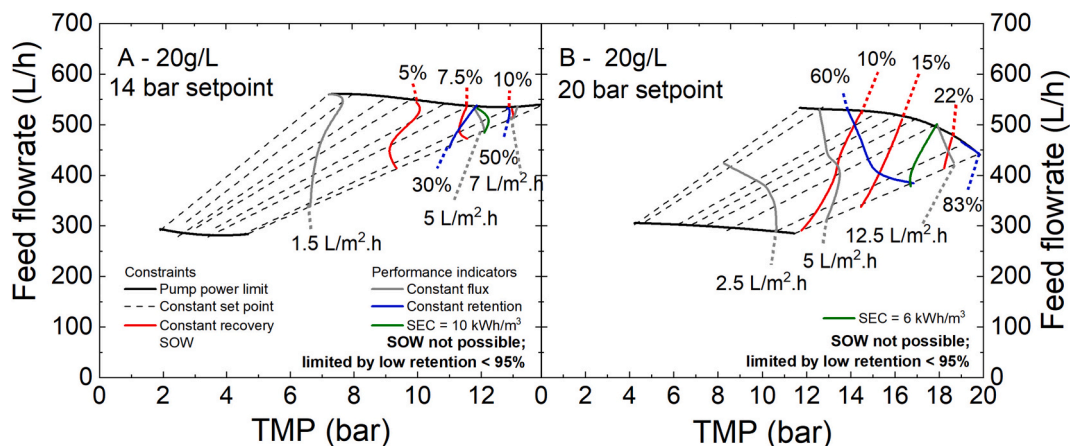 700
600
500
400
300
200
100
0
Feed flowrate (L/h)
A - 20g/L
14 bar setpoint
5%
7.5%
10%
50%
30%
7 L/m².h
5 L/m².h
1.5 L/m².h
Constraints
Pump power limit
Constant set point
Constant recovery
SOW
Performance indicators
Constant flux
Constant retention
SEC = 10 kWh/m³
SOW not possible;
limited by low retention < 95%
0 2 4 6 8 10 12
TMP (bar)
B - 20g/L
20 bar setpoint
60%
10%
15%
22%
83%
12.5 L/m².h
5 L/m².h
2.5 L/m².h
SEC = 6 kWh/m³
SOW not possible;
limited by low retention < 95%
0 2 4 6 8 10 12 14 16 18 20
TMP (bar)
700
600
500
400
300
200
100
0
Feed flowrate (L/h)